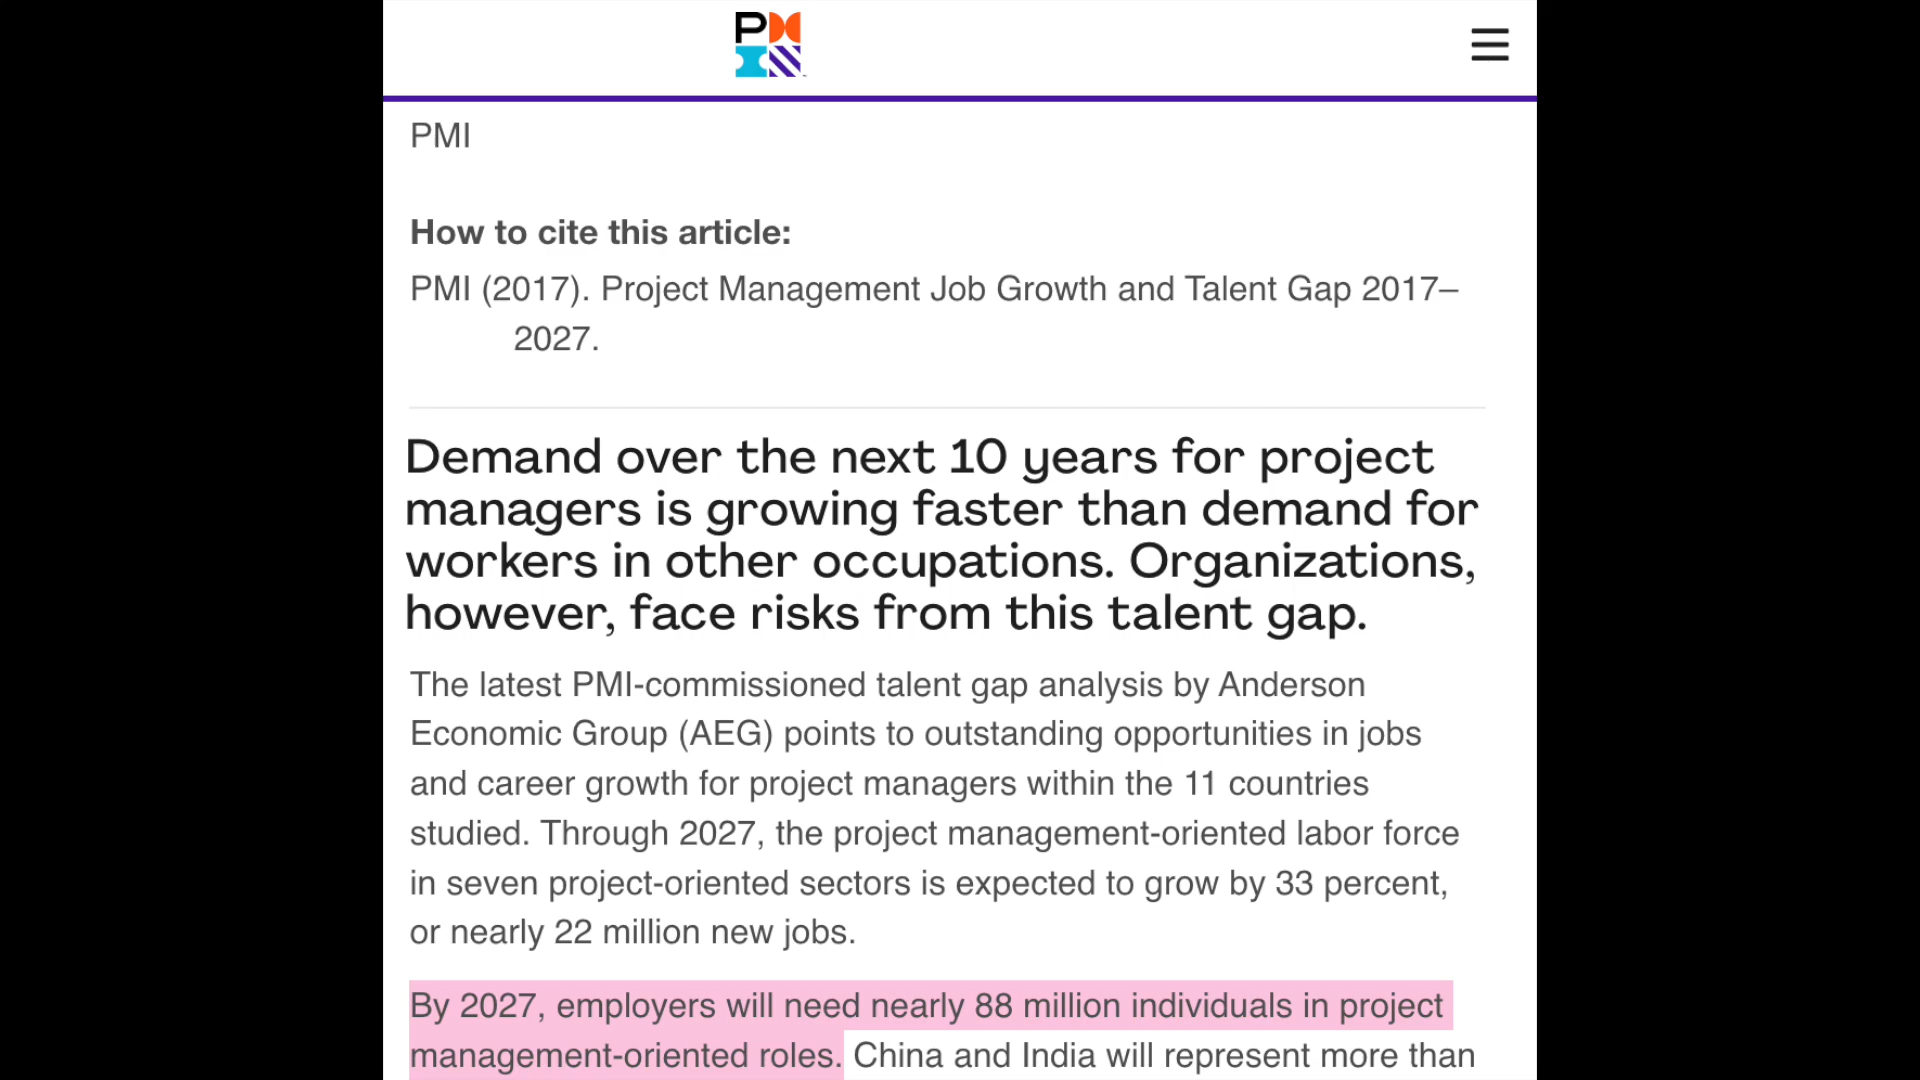 PMI
PMI
How to cite this article:
PMI (2017). Project Management Job Growth and Talent Gap 2017–
2027.
Demand over the next 10 years for project
managers is growing faster than demand for
workers in other occupations. Organizations,
however, face risks from this talent gap.
The latest PMI-commissioned talent gap analysis by Anderson
Economic Group (AEG) points to outstanding opportunities in jobs
and career growth for project managers within the 11 countries
studied. Through 2027, the project management-oriented labor force
in seven project-oriented sectors is expected to grow by 33 percent,
or nearly 22 million new jobs.
By 2027, employers will need nearly 88 million individuals in project
management-oriented roles. China and India will represent more than